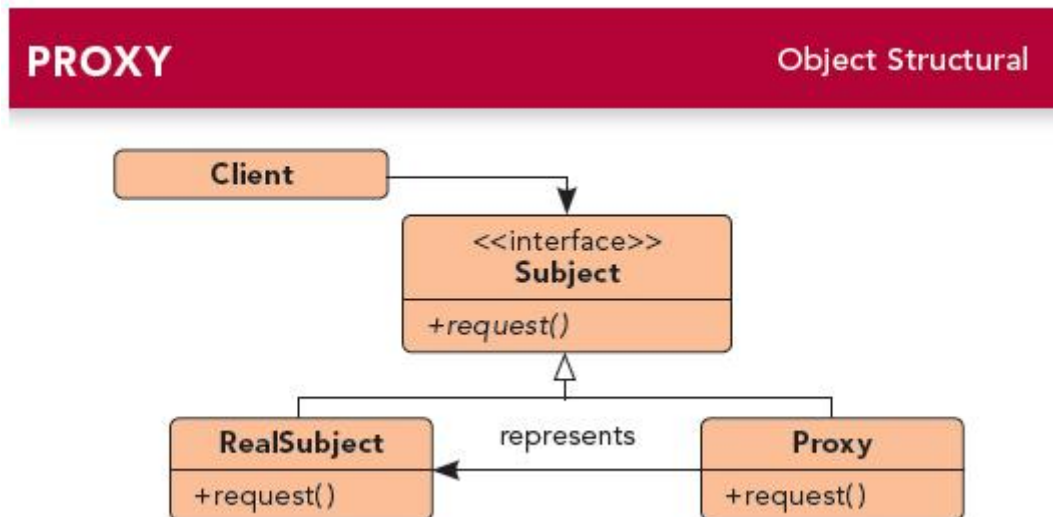 PROXY
Object Structural
Client
<<interface>>
Subject
+request()
RealSubject
represents
Proxy
+request()
+request()